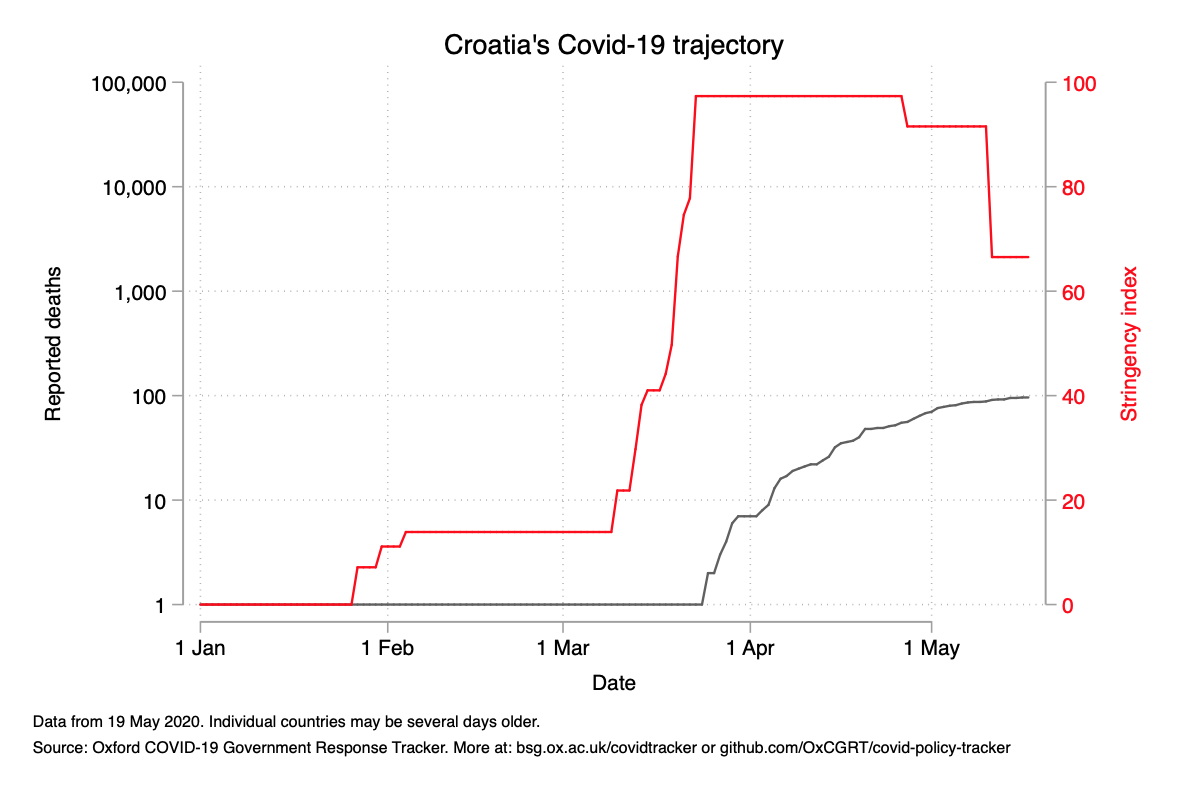 Croatia's Covid-19 trajectory
100,000
10,000
1,000
100
10
1
Reported deaths
100
80
60
40
20
0
Stringency index
1 Jan
1 Feb
1 Mar
1 Apr
1 May
Date
Data from 19 May 2020. Individual countries may be several days older.
Source: Oxford COVID-19 Government Response Tracker. More at: bsg.ox.ac.uk/covidtracker or github.com/OxCGRT/covid-policy-tracker